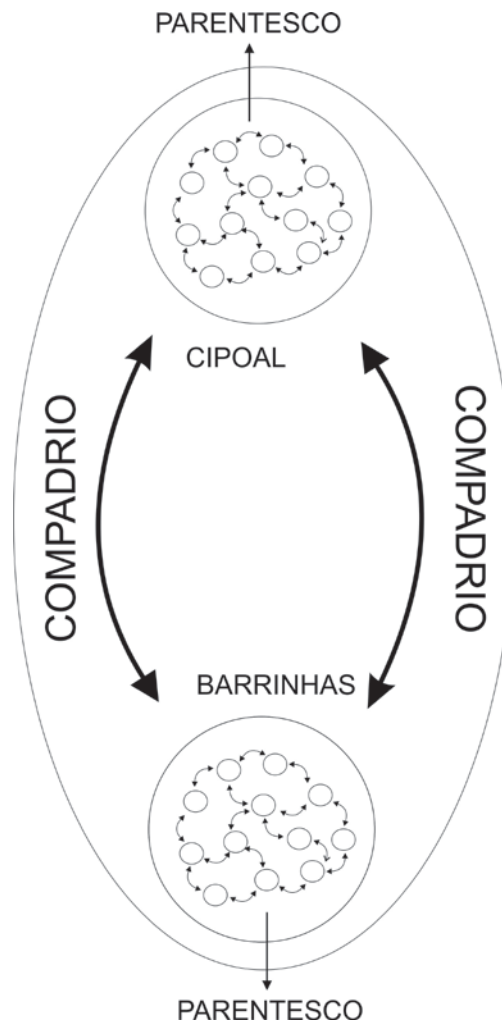 PARENTESCO
CIPOAL
COMPADRIO
COMPADRIO
BARRINHAS
PARENTESCO